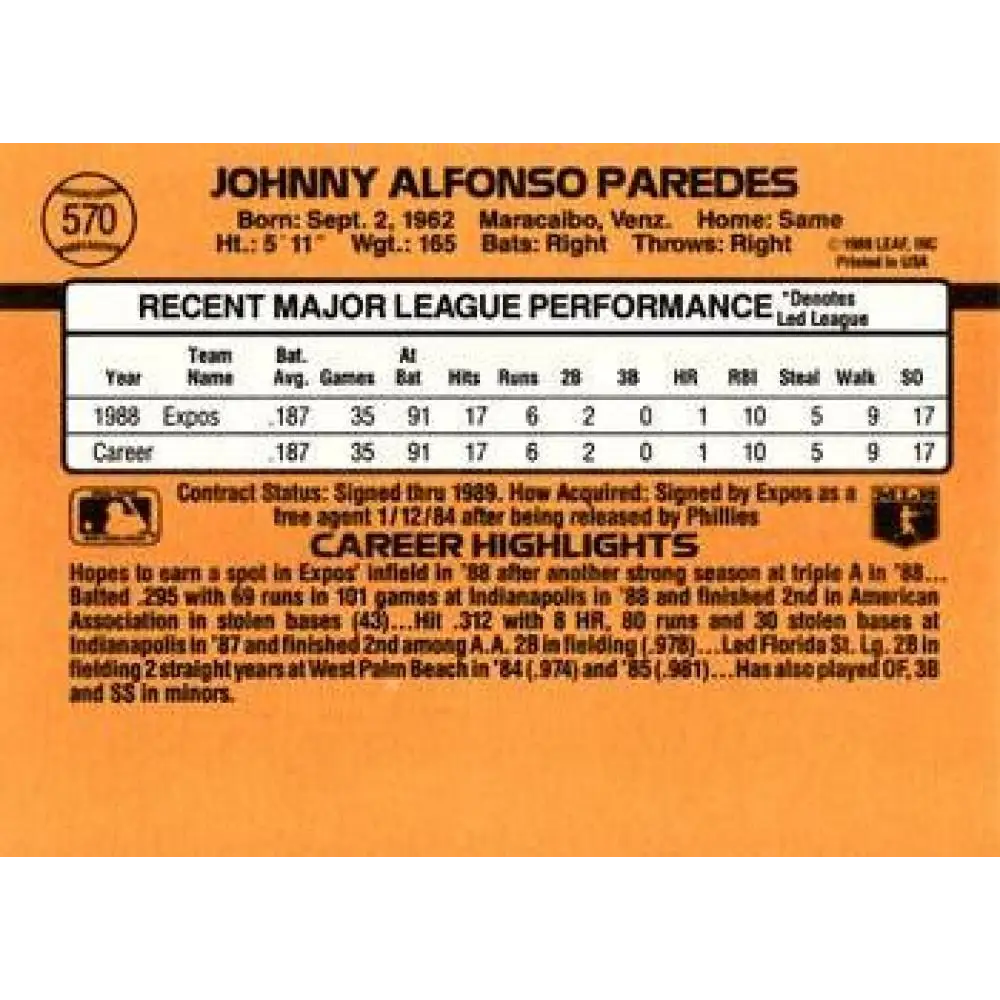 570
JOHNNY ALFONSO PAREDES
Born: Sept. 2, 1962 Maracaibo, Venz. Home: Same
Ht.: 5' 11" Wgt.: 165 Bats: Right Throws: Right
© 1988 LEAF, INC
Printed in USA
RECENT MAJOR LEAGUE PERFORMANCE
*Denotes
Led League
Year Team Name Bat. Avg. Games At Bat Hits Runs 2B 3B HR RBI Steal Walk SO
1988 Expos .187 35 91 17 6 2 0 1 10 5 9 17
Career .187 35 91 17 6 2 0 1 10 5 9 17
Contract Status: Signed thru 1989. How Acquired: Signed by Expos as a
free agent 1/12/84 after being released by Phillies
MLB
CAREER HIGHLIGHTS
Hopes to earn a spot in Expos' infield in '88 after another strong season at triple A in '88...
Batted .295 with 69 runs in 101 games at Indianapolis in '88 and finished 2nd in American
Association in stolen bases (43)...Hit .312 with 8 HR, 80 runs and 30 stolen bases at
Indianapolis in '87 and finished 2nd among A.A. 2B in fielding (.978)...Led Florida St. Lg. 2B in
fielding 2 straight years at West Palm Beach in '84 (.974) and '85 (.981)...Has also played OF, 3B
and SS in minors.